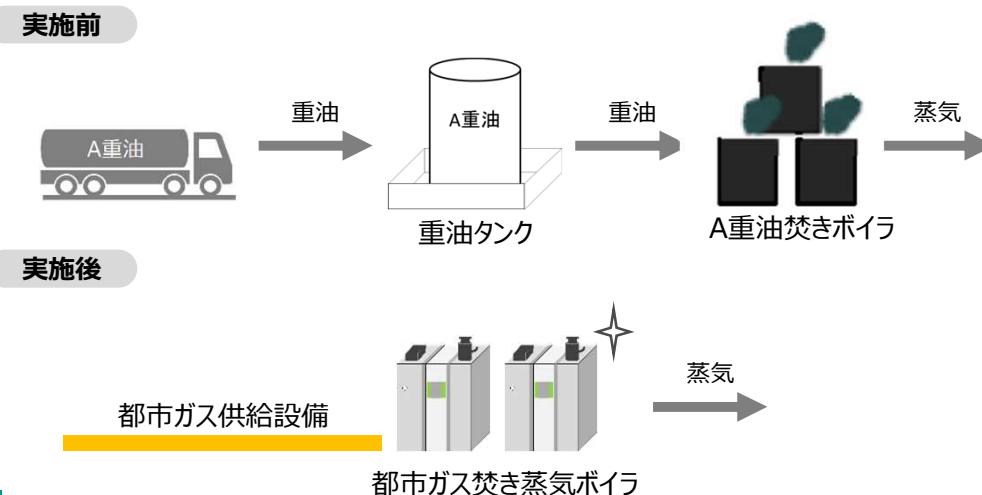 実施前
A重油
重油
A重油
重油
蒸気
重油タンク
A重油焚きボイラ
実施後
都市ガス供給設備
蒸気
都市ガス焚き蒸気ボイラ